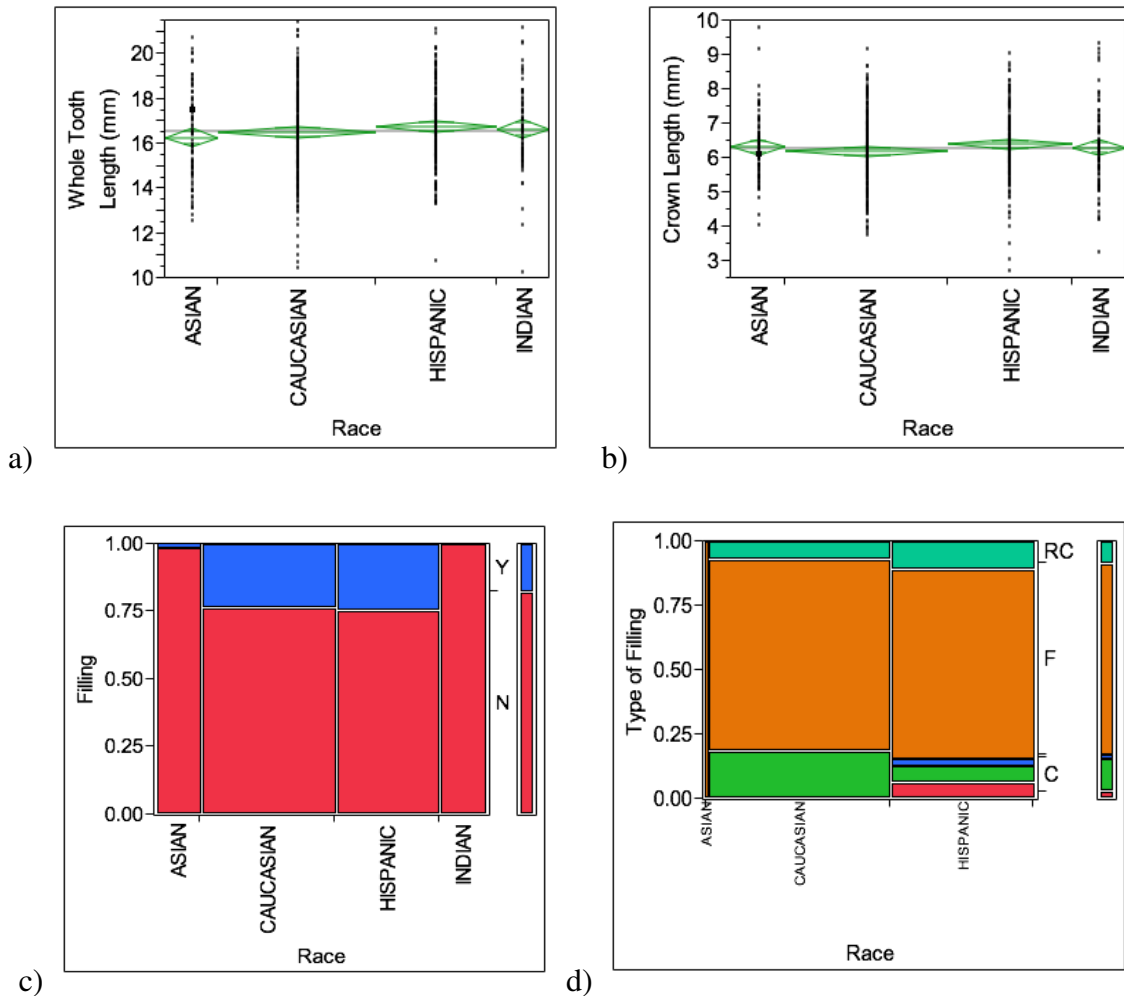 20
18
16
14
12
10
Whole Tooth
Length (mm)
ASIAN
CAUCASIAN
HISPANIC
INDIAN
Race
a)
10
9
8
7
6
5
4
3
Crown Length (mm)
ASIAN
CAUCASIAN
HISPANIC
INDIAN
Race
b)
1.00
0.75
0.50
0.25
0.00
Filling
Y
N
ASIAN
CAUCASIAN
HISPANIC
INDIAN
Race
c)
1.00
0.75
0.50
0.25
0.00
Type of Filling
RC
F
C
ASIAN
CAUCASIAN
HISPANIC
Race
d)